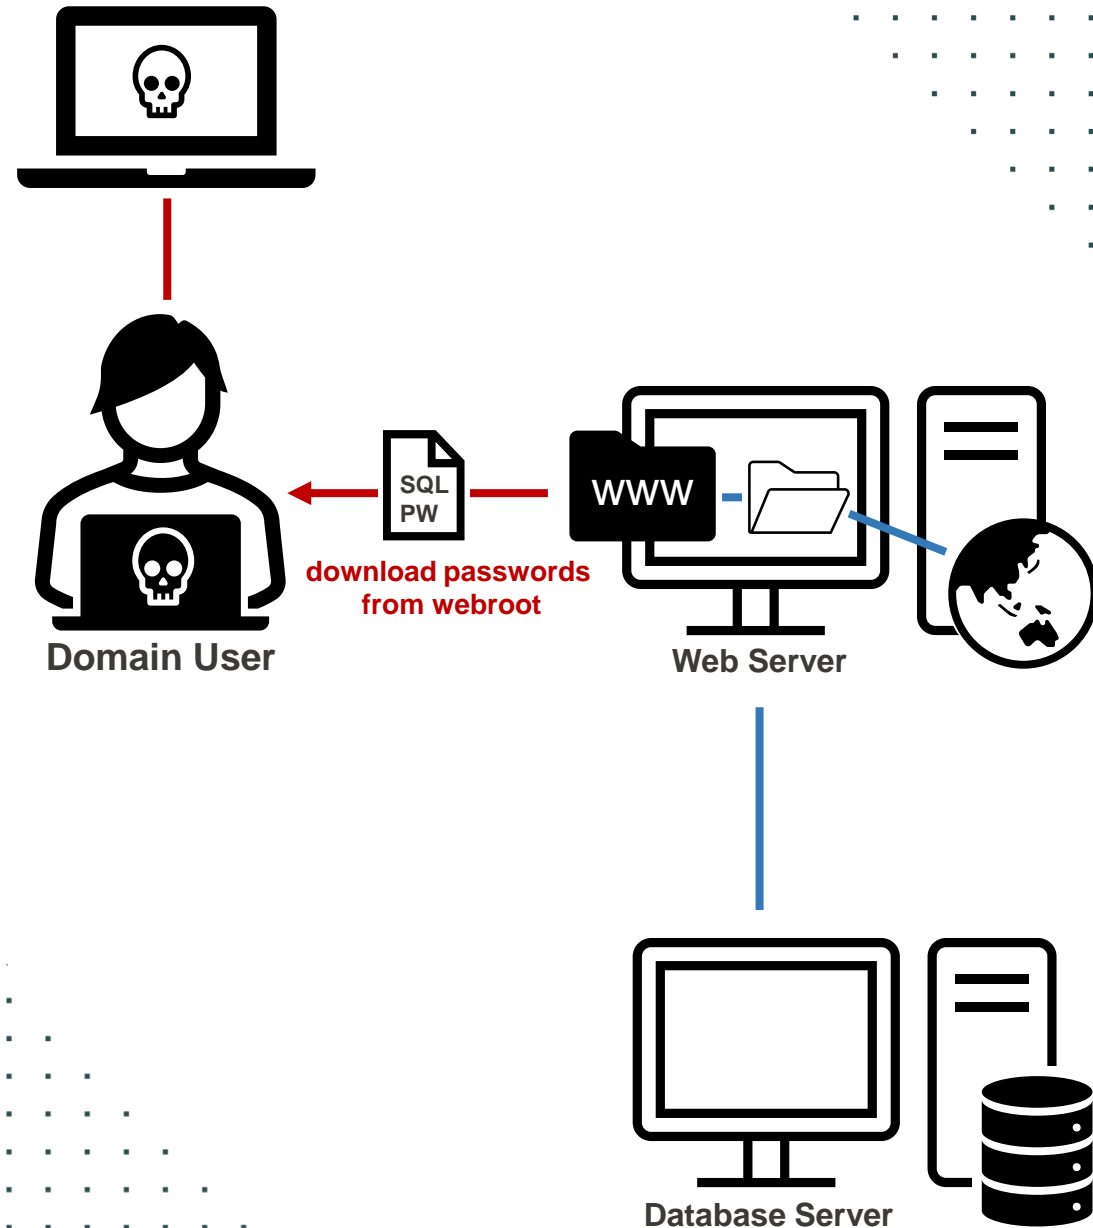 SQL
PW
www
download passwords
from webroot
Domain User
Web Server
Database Server